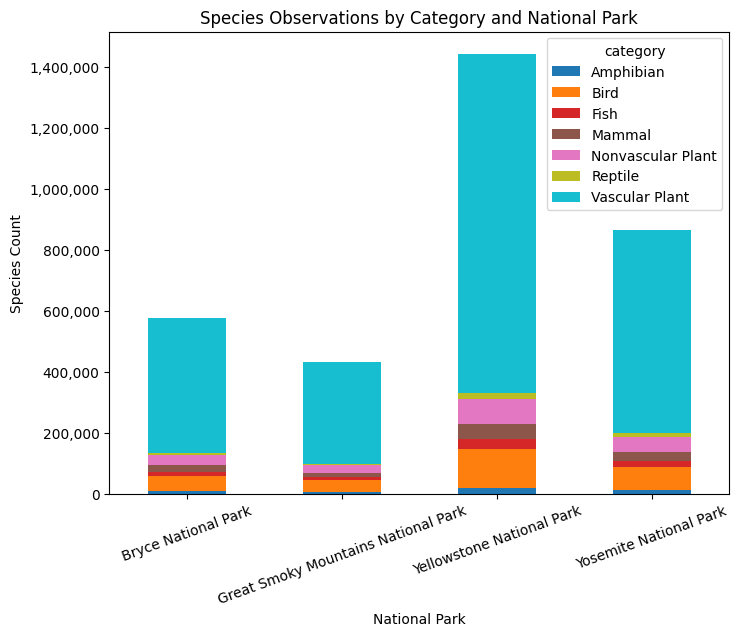 Species Observations by Category and National Park
category
Amphibian
Bird
Fish
Mammal
Nonvascular Plant
Reptile
Vascular Plant
Species Count
1,400,000
1,200,000
1,000,000
800,000
600,000
400,000
200,000
0
Bryce National Park
Great Smoky Mountains National Park
Yellowstone National Park
Yosemite National Park
National Park